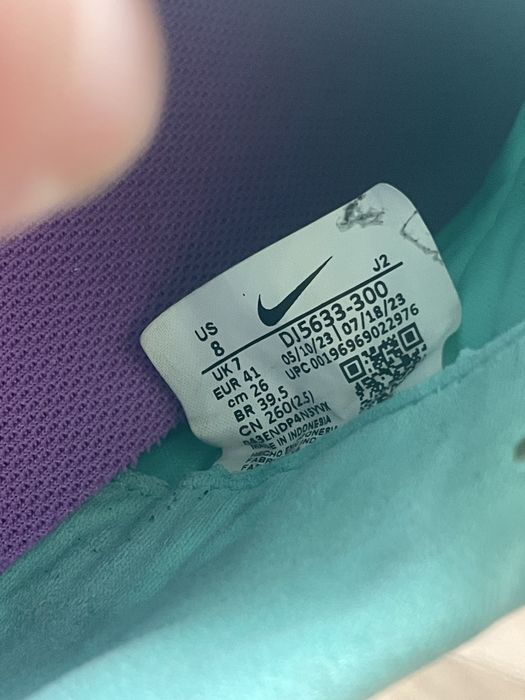 J2
US
8
DJ5633-300
UK 7
05/10/23 | 07/18/23
EUR 41
UPC 00196969022976
cm 26
BR 39.5
CN 260(2.5)
MADE IN INDONESIA